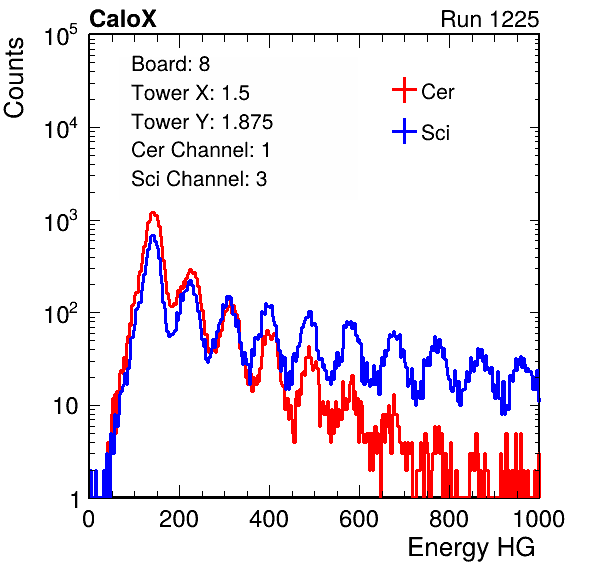 CaloX Run 1225
Counts
10^5
10^4
10^3
10^2
10
1
Board: 8
Tower X: 1.5
Tower Y: 1.875
Cer Channel: 1
Sci Channel: 3
Cer
Sci
0 200 400 600 800 1000
Energy HG